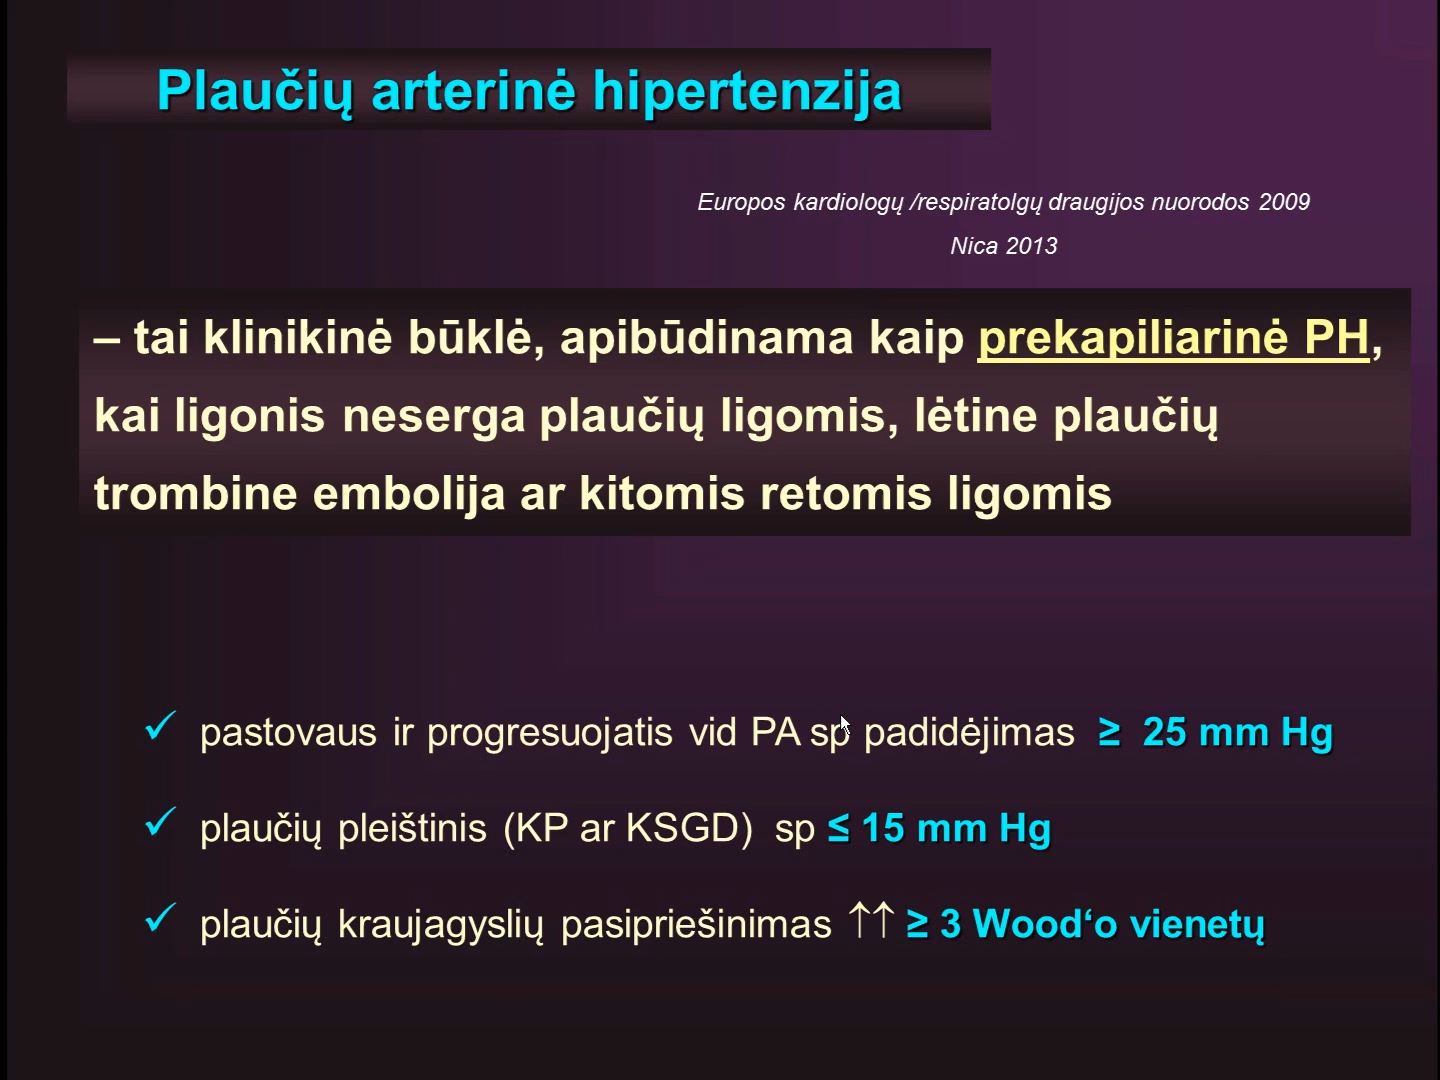 Plaučių arterinė hipertenzija
Europos kardiologų /respiratolgų draugijos nuorodos 2009
Nica 2013
– tai klinikinė būklė, apibūdinama kaip prekapiliarinė PH,
kai ligonis neserga plaučių ligomis, lėtine plaučių
trombine embolija ar kitomis retomis ligomis
✓ pastovaus ir progresuojatis vid PA sp padidėjimas ≥ 25 mm Hg
✓ plaučių pleištinis (KP ar KSGD) sp ≤ 15 mm Hg
✓ plaučių kraujagyslių pasipriešinimas ↑↑ ≥ 3 Wood‘o vienetų